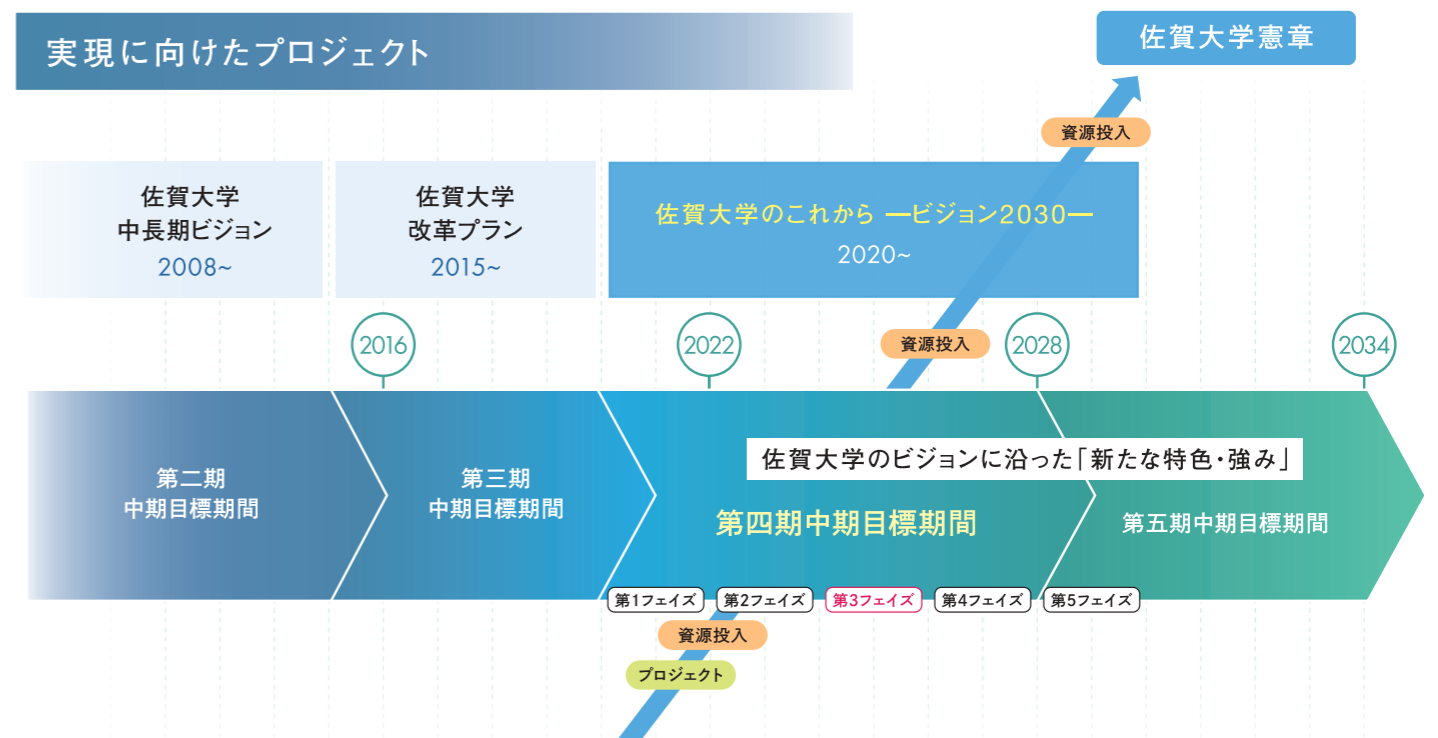 実現に向けたプロジェクト
佐賀大学憲章
資源投入
佐賀大学
中長期ビジョン
2008~
佐賀大学
改革プラン
2015~
佐賀大学のこれから ―ビジョン2030―
2020~
2016
2022
資源投入
2028
2034
佐賀大学のビジョンに沿った「新たな特色・強み」
第二期
中期目標期間
第三期
中期目標期間
第四期中期目標期間
第五期中期目標期間
第1フェイズ
第2フェイズ
第3フェイズ
第4フェイズ
第5フェイズ
資源投入
プロジェクト